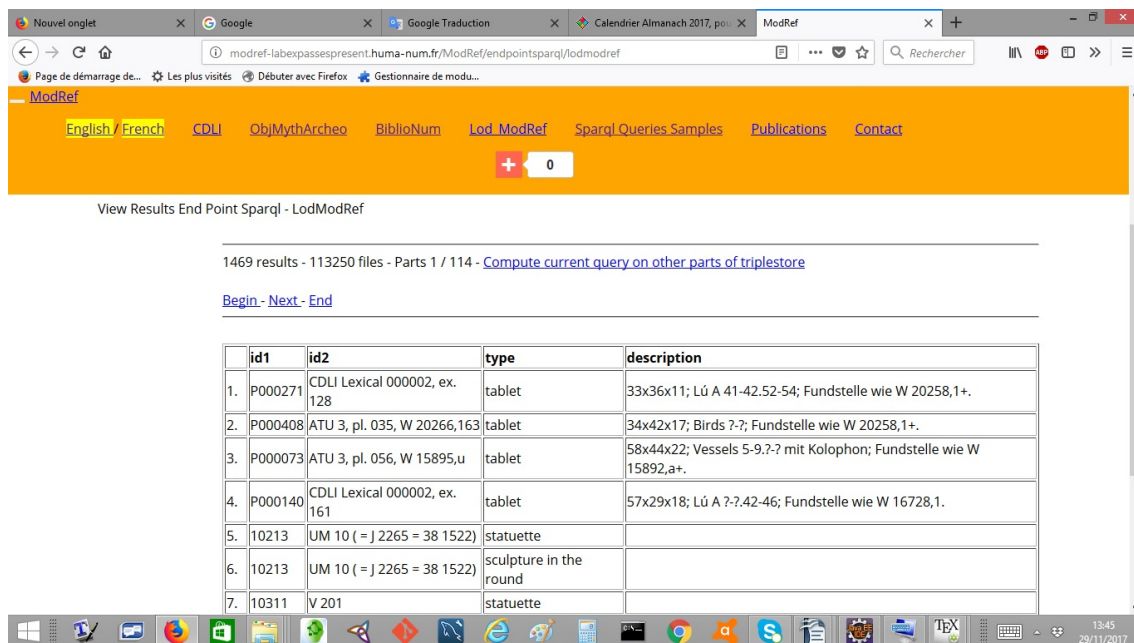 Nouvel onglet
Google
Google Traduction
Calendrier Almanach 2017, pou
ModRef
modref-labexpassespresent.huma-num.fr/ModRef/endpointsparql/lodmodref
Rechercher
ABP
Page de démarrage de...
Les plus visités
Débuter avec Firefox
Gestionnaire de modu...
ModRef
English / French
CDLI
ObjMythArcheo
BiblioNum
Lod ModRef
Sparql Queries Samples
Publications
Contact
+ 0
View Results End Point Sparql - LodModRef
1469 results - 113250 files - Parts 1 / 114 - Compute current query on other parts of triplestore
Begin - Next - End
id1 id2 type description
1. P000271 CDLI Lexical 000002, ex. 128 tablet 33x36x11; Lú A 41-42.52-54; Fundstelle wie W 20258,1+.
2. P000408 ATU 3, pl. 035, W 20266,163 tablet 34x42x17; Birds ?-?; Fundstelle wie W 20258,1+.
3. P000073 ATU 3, pl. 056, W 15895,u tablet 58x44x22; Vessels 5-9.?-? mit Kolophon; Fundstelle wie W 15892,a+.
4. P000140 CDLI Lexical 000002, ex. 161 tablet 57x29x18; Lú A ?-?.42-46; Fundstelle wie W 16728,1.
5. 10213 UM 10 ( = J 2265 = 38 1522) statuette
6. 10213 UM 10 ( = J 2265 = 38 1522) sculpture in the round
7. 10311 V 201 statuette
TEX
13:45
29/11/2017